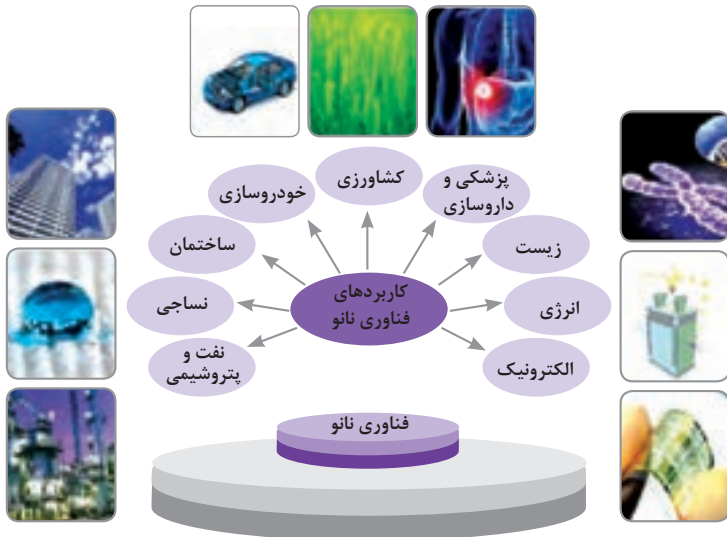 کشاورزی
پزشکی و
داروسازی
خودروسازی
زیست
ساختمان
انرژی
کاربردهای
فناوری نانو
نساجی
الکترونیک
نفت و
پتروشیمی
فناوری نانو